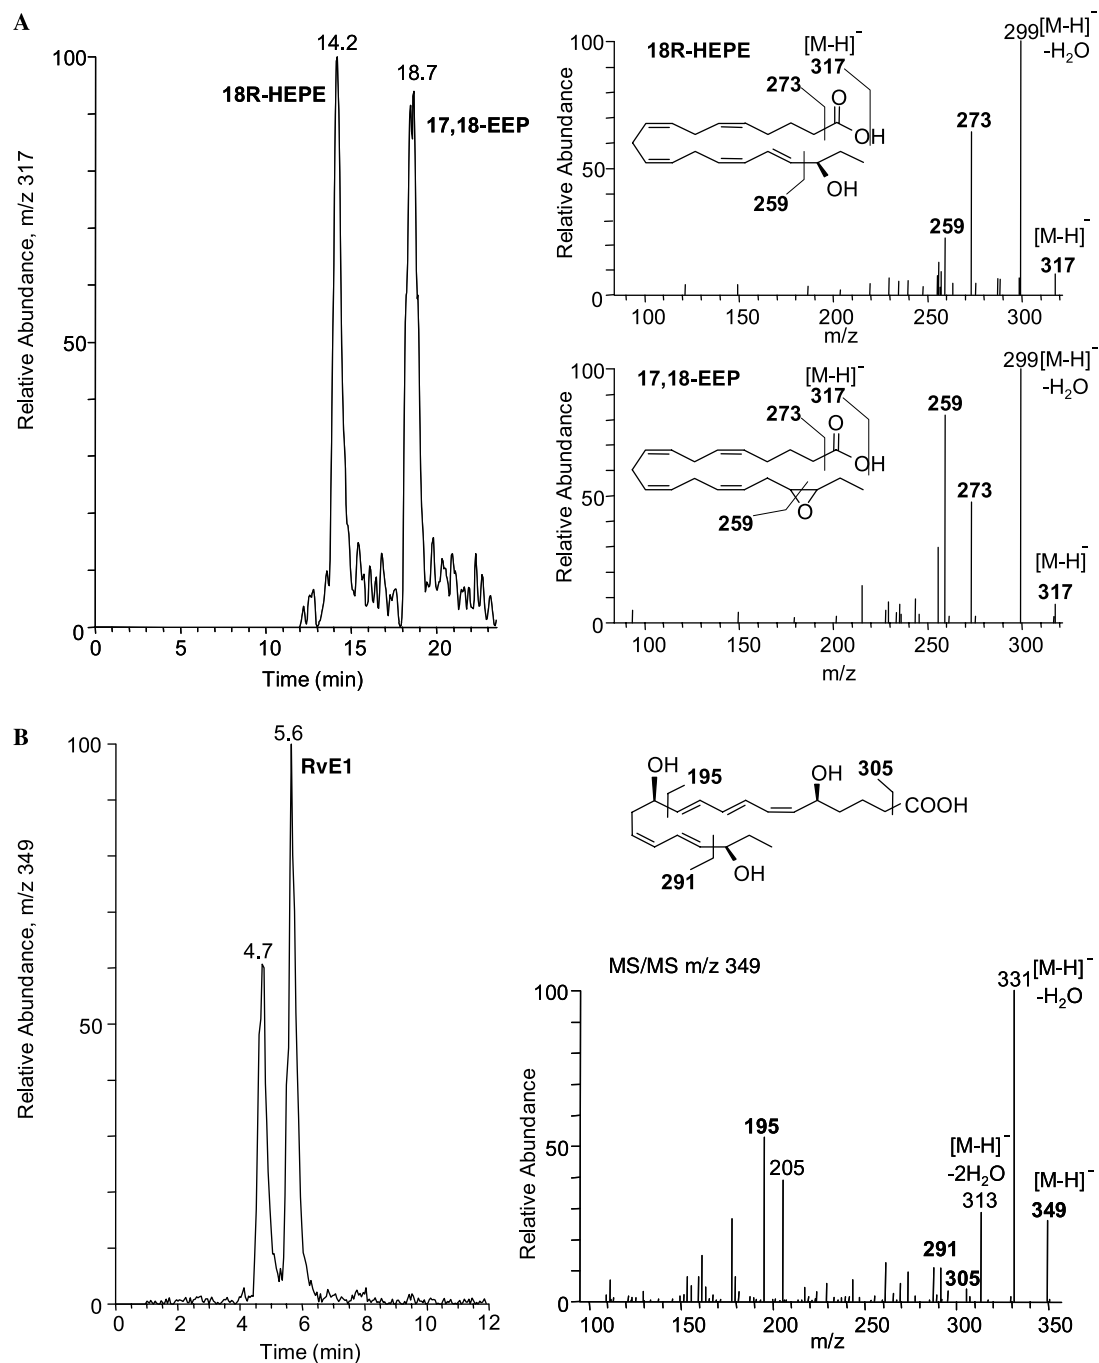 A
100
50
0
0
5
10
15
20
Time (min)
Relative Abundance, m/z 317
14.2
18R-HEPE
18.7
17,18-EEP
18R-HEPE
[M-H]⁻
317
273
O
OH
OH
259
100
50
0
100
150
200
250
300
m/z
Relative Abundance
259
273
299
[M-H]⁻
-H₂O
[M-H]⁻
317
17,18-EEP
[M-H]⁻
317
273
O
OH
O
259
100
50
0
100
150
200
250
300
m/z
Relative Abundance
259
273
299
[M-H]⁻
-H₂O
[M-H]⁻
317
B
100
50
0
0
2
4
6
8
10
12
Time (min)
Relative Abundance, m/z 349
4.7
5.6
RvE1
OH
195
OH
305
COOH
291
OH
MS/MS m/z 349
100
50
0
100
150
200
250
300
350
m/z
Relative Abundance
195
205
291
305
[M-H]⁻
-2H₂O
313
331
[M-H]⁻
-H₂O
[M-H]⁻
349